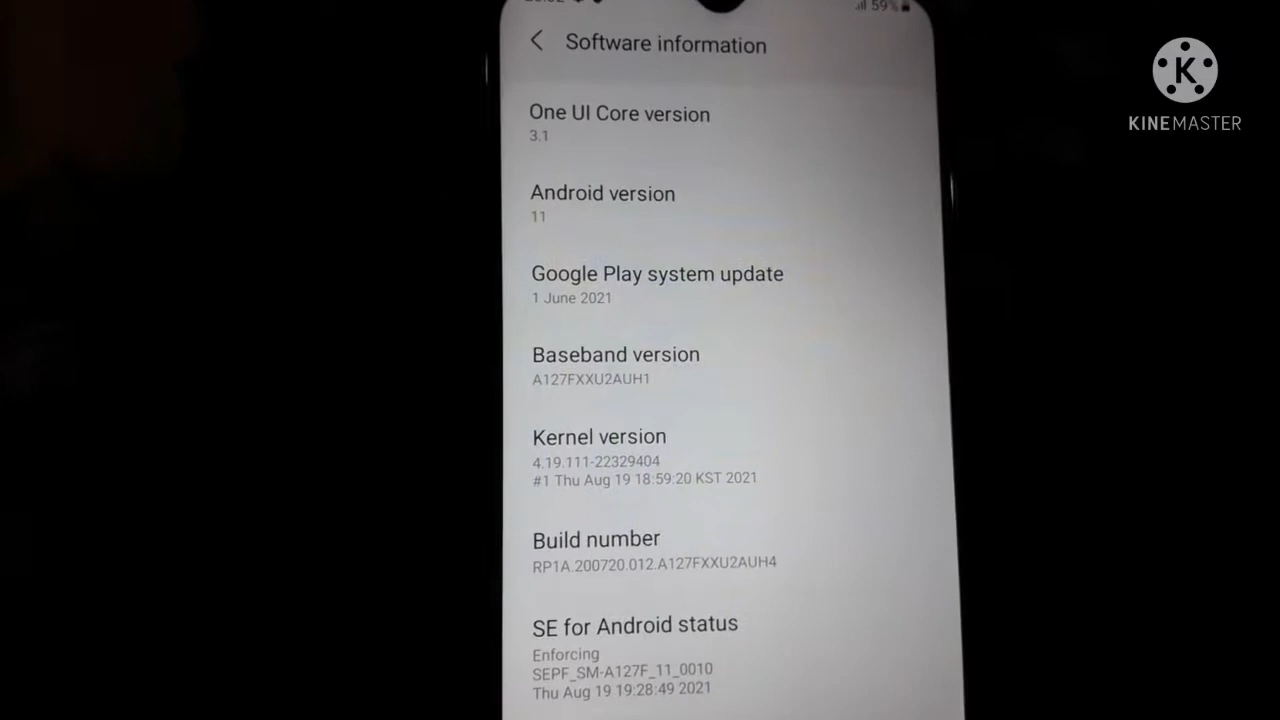 59%
Software information
One UI Core version
3.1
Android version
11
Google Play system update
1 June 2021
Baseband version
A127FXXU2AUH1
Kernel version
4.19.111-22329404
#1 Thu Aug 19 18:59:20 KST 2021
Build number
RP1A.200720.012.A127FXXU2AUH4
SE for Android status
Enforcing
SEPF_SM-A127F_11_0010
Thu Aug 19 19:28:49 2021
K
KINEMASTER